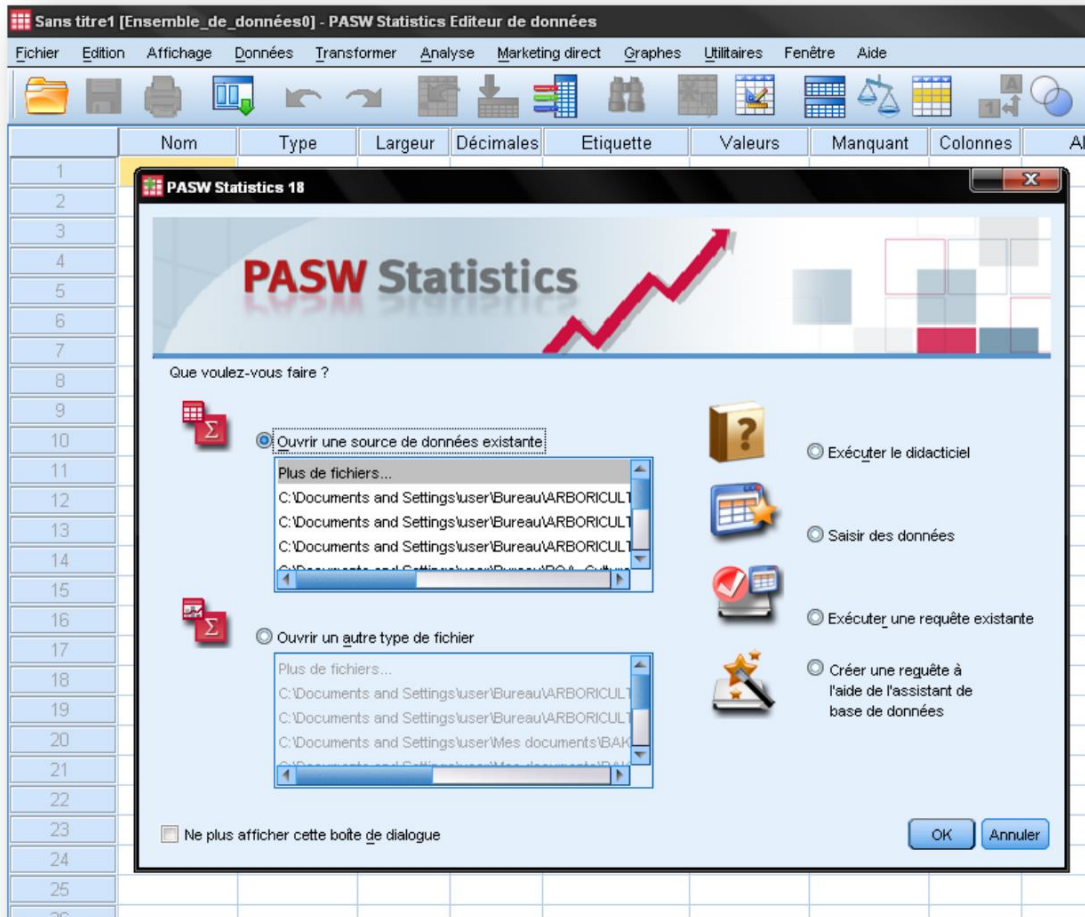 Sans titre1 [Ensemble_de_données0] - PASW Statistics Editeur de données
Fichier Edition Affichage Données Transformer Analyse Marketing direct Graphes Utilitaires Fenêtre Aide
Nom Type Largeur Décimales Etiquette Valeurs Manquant Colonnes
1
2
3
4
5
6
7
8
9
10
11
12
13
14
15
16
17
18
19
20
21
22
23
24
25
PASW Statistics 18
PASW Statistics
Que voulez-vous faire ?
Ouvrir une source de données existante
Plus de fichiers...
C:\Documents and Settings\user\Bureau\ARBORICULT
C:\Documents and Settings\user\Bureau\ARBORICULT
C:\Documents and Settings\user\Bureau\ARBORICULT
Ouvrir un autre type de fichier
Plus de fichiers...
C:\Documents and Settings\user\Bureau\ARBORICULT
C:\Documents and Settings\user\Bureau\ARBORICULT
C:\Documents and Settings\user\Mes documents\BAK
Exécuter le didacticiel
Saisir des données
Exécuter une requête existante
Créer une requête à
l'aide de l'assistant de
base de données
Ne plus afficher cette boîte de dialogue
OK Annuler